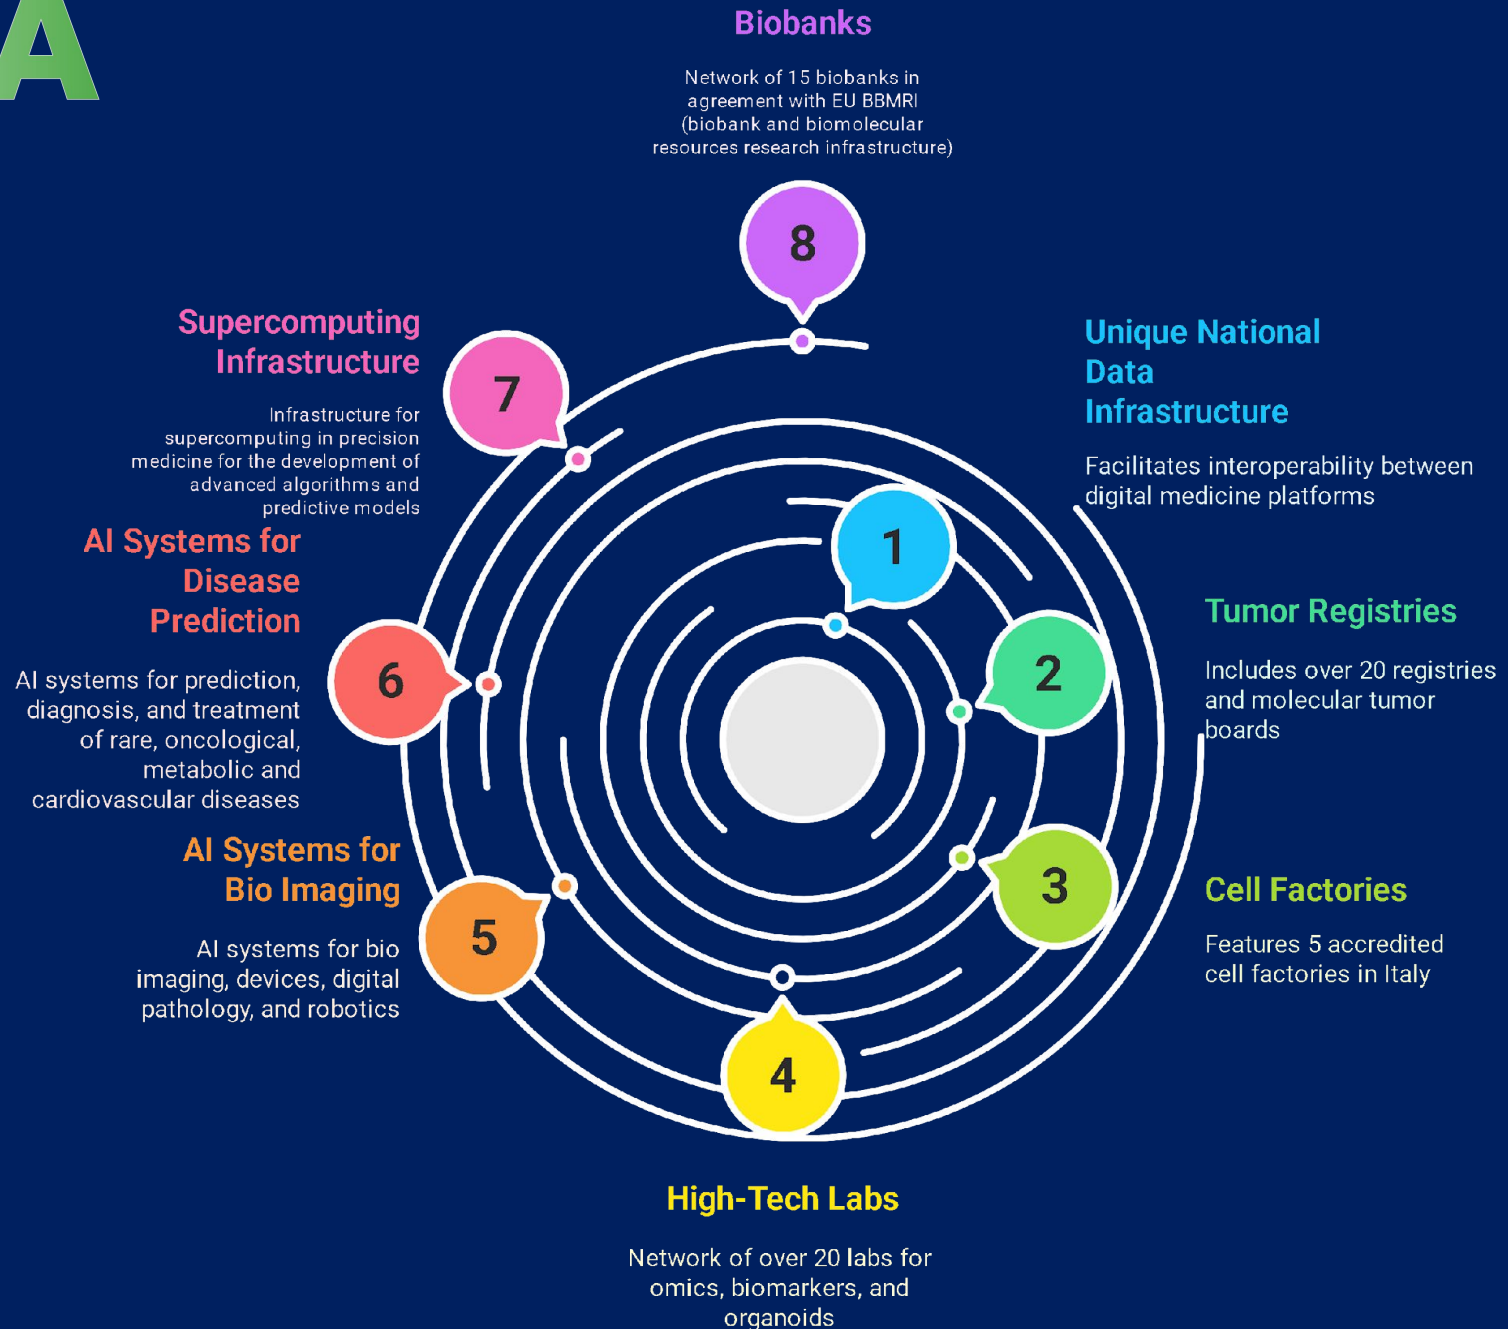 A
Biobanks
Network of 15 biobanks in
agreement with EU BBMRI
(biobank and biomolecular
resources research infrastructure)
8
Supercomputing
Infrastructure
Infrastructure for
supercomputing in precision
medicine for the development of
advanced algorithms and
predictive models
7
Unique National
Data
Infrastructure
Facilitates interoperability between
digital medicine platforms
1
AI Systems for
Disease
Prediction
AI systems for prediction,
diagnosis, and treatment
of rare, oncological,
metabolic and
cardiovascular diseases
6
Tumor Registries
Includes over 20 registries
and molecular tumor
boards
2
AI Systems for
Bio Imaging
AI systems for bio
imaging, devices, digital
pathology, and robotics
5
Cell Factories
Features 5 accredited
cell factories in Italy
3
4
High-Tech Labs
Network of over 20 labs for
omics, biomarkers, and
organoids